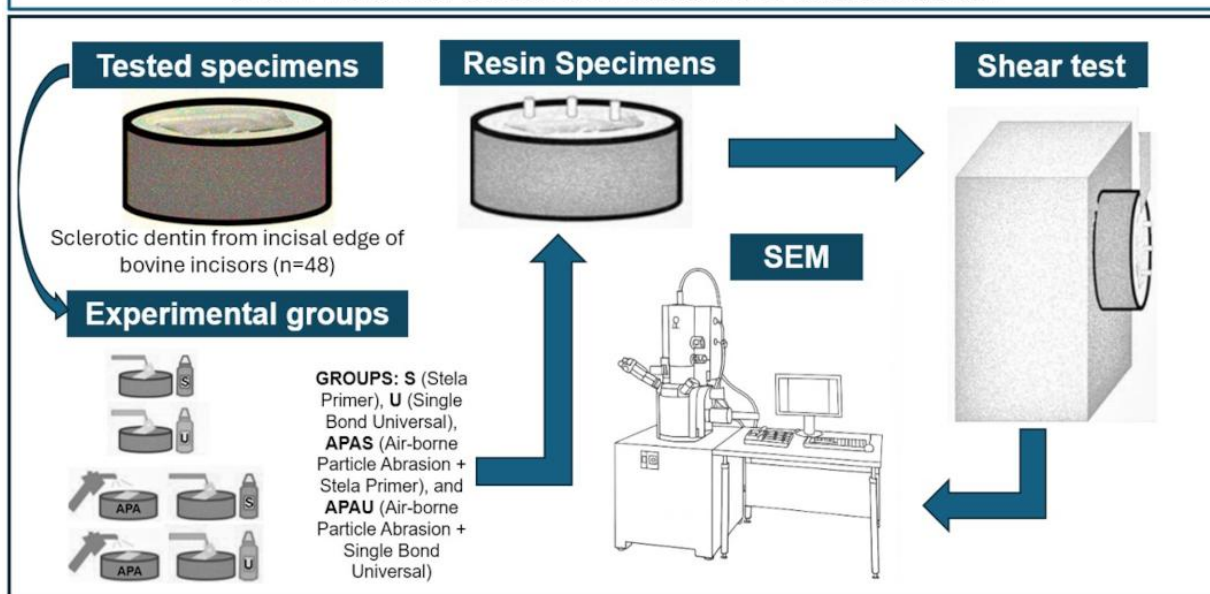 Tested specimens
Sclerotic dentin from incisal edge of
bovine incisors (n=48)
Experimental groups
S
U
APA
S
APA
U
GROUPS: S (Stela
Primer), U (Single
Bond Universal),
APAS (Air-borne
Particle Abrasion +
Stela Primer), and
APAU (Air-borne
Particle Abrasion +
Single Bond
Universal)
Resin Specimens
Shear test
SEM